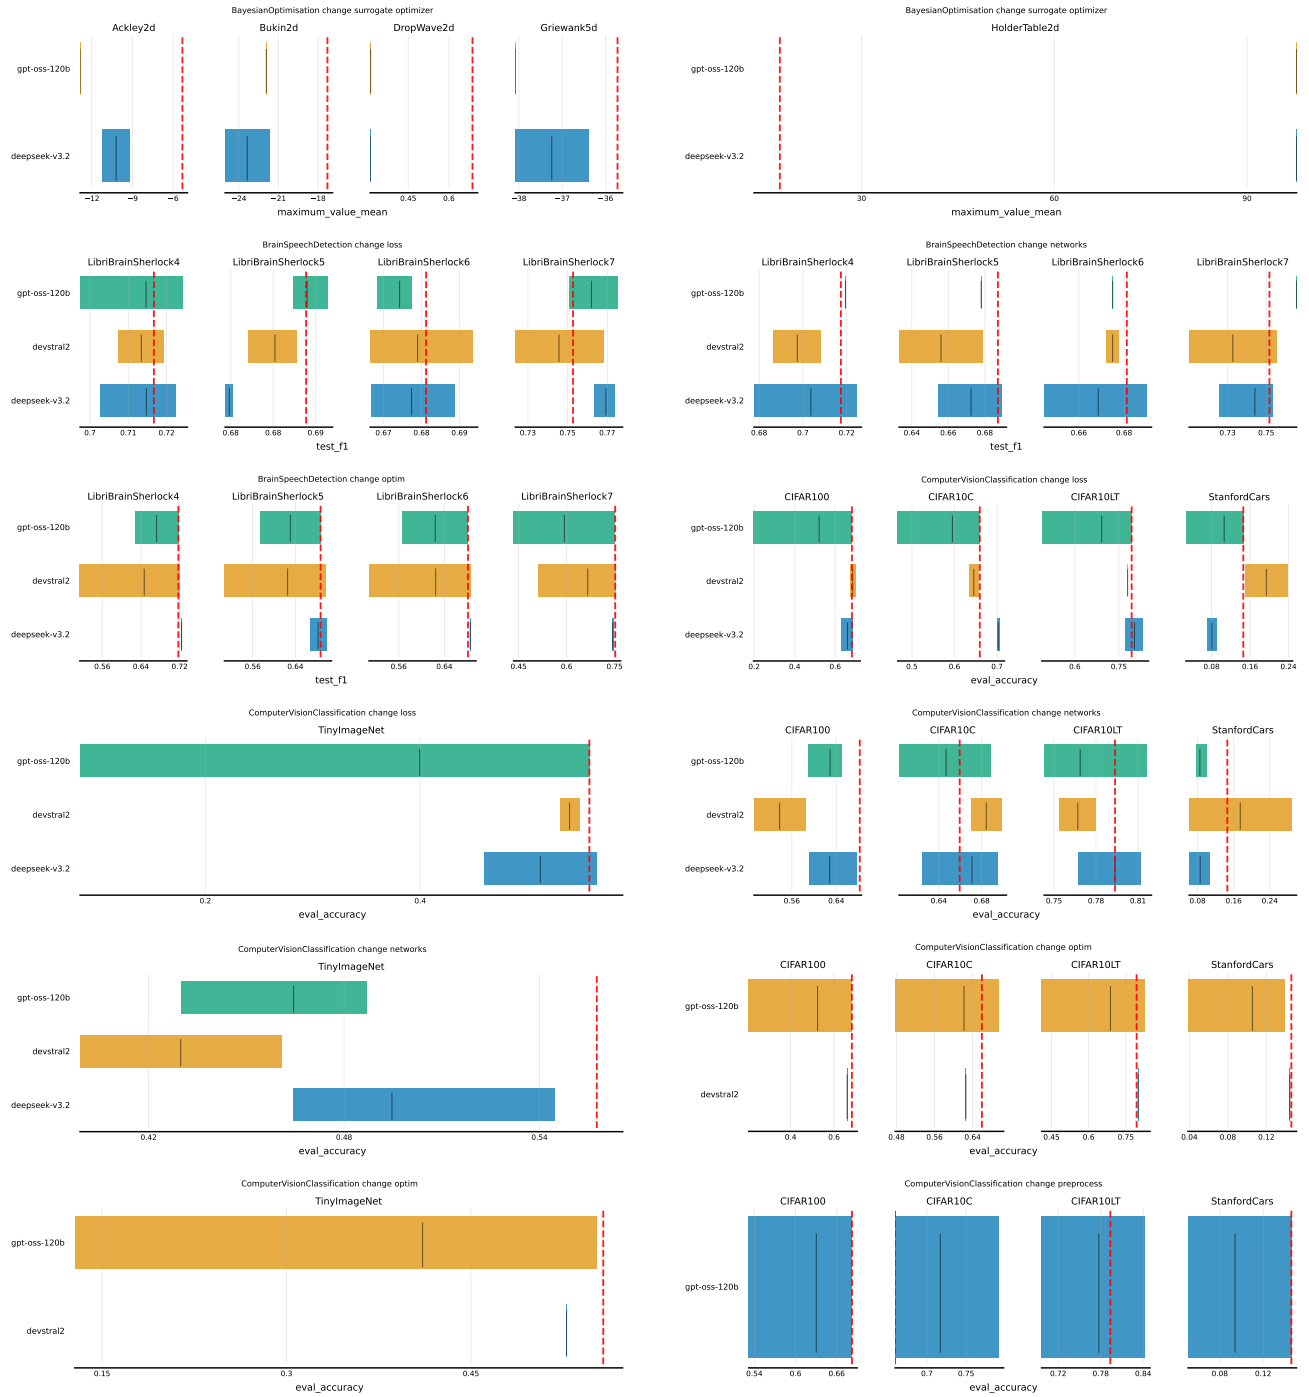 BayesianOptimisation change surrogate optimizer
Ackley2d Bukin2d DropWave2d Griewank5d
gpt-oss-120b
deepseek-v3.2
−12 −9 −6 −24 −21 −18 0.45 0.6 −38 −37 −36
maximum_value_mean
BayesianOptimisation change surrogate optimizer
HolderTable2d
gpt-oss-120b
deepseek-v3.2
30 60 90
maximum_value_mean
BrainSpeechDetection change loss
LibriBrainSherlock4 LibriBrainSherlock5 LibriBrainSherlock6 LibriBrainSherlock7
gpt-oss-120b
devstral2
deepseek-v3.2
0.7 0.71 0.72 0.68 0.68 0.69 0.67 0.68 0.69 0.73 0.75 0.77
test_f1
BrainSpeechDetection change networks
LibriBrainSherlock4 LibriBrainSherlock5 LibriBrainSherlock6 LibriBrainSherlock7
gpt-oss-120b
devstral2
deepseek-v3.2
0.68 0.7 0.72 0.64 0.66 0.68 0.66 0.68 0.73 0.75
test_f1
BrainSpeechDetection change optim
LibriBrainSherlock4 LibriBrainSherlock5 LibriBrainSherlock6 LibriBrainSherlock7
gpt-oss-120b
devstral2
deepseek-v3.2
0.56 0.64 0.72 0.56 0.64 0.56 0.64 0.45 0.6 0.75
test_f1
ComputerVisionClassification change loss
CIFAR100 CIFAR10C CIFAR10LT StanfordCars
gpt-oss-120b
devstral2
deepseek-v3.2
0.2 0.4 0.6 0.5 0.6 0.7 0.6 0.75 0.08 0.16 0.24
eval_accuracy
ComputerVisionClassification change loss
TinyImageNet
gpt-oss-120b
devstral2
deepseek-v3.2
0.2 0.4
eval_accuracy
ComputerVisionClassification change networks
CIFAR100 CIFAR10C CIFAR10LT StanfordCars
gpt-oss-120b
devstral2
deepseek-v3.2
0.56 0.64 0.64 0.68 0.75 0.78 0.81 0.08 0.16 0.24
eval_accuracy
ComputerVisionClassification change networks
TinyImageNet
gpt-oss-120b
devstral2
deepseek-v3.2
0.42 0.48 0.54
eval_accuracy
ComputerVisionClassification change optim
CIFAR100 CIFAR10C CIFAR10LT StanfordCars
gpt-oss-120b
devstral2
0.4 0.6 0.48 0.56 0.64 0.45 0.6 0.75 0.04 0.12
eval_accuracy
ComputerVisionClassification change optim
TinyImageNet
gpt-oss-120b
devstral2
0.15 0.3 0.45
eval_accuracy
ComputerVisionClassification change preprocess
CIFAR100 CIFAR10C CIFAR10LT StanfordCars
gpt-oss-120b
0.54 0.6 0.66 0.7 0.75 0.72 0.78 0.84 0.08 0.12
eval_accuracy